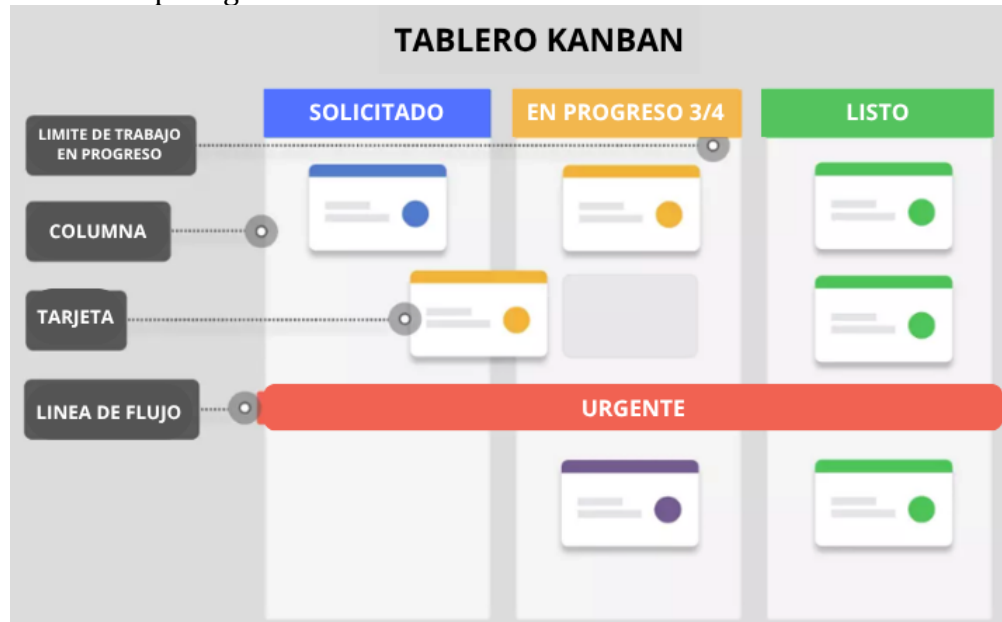 TABLERO KANBAN
SOLICITADO
EN PROGRESO 3/4
LISTO
LIMITE DE TRABAJO
EN PROGRESO
COLUMNA
TARJETA
LINEA DE FLUJO
URGENTE